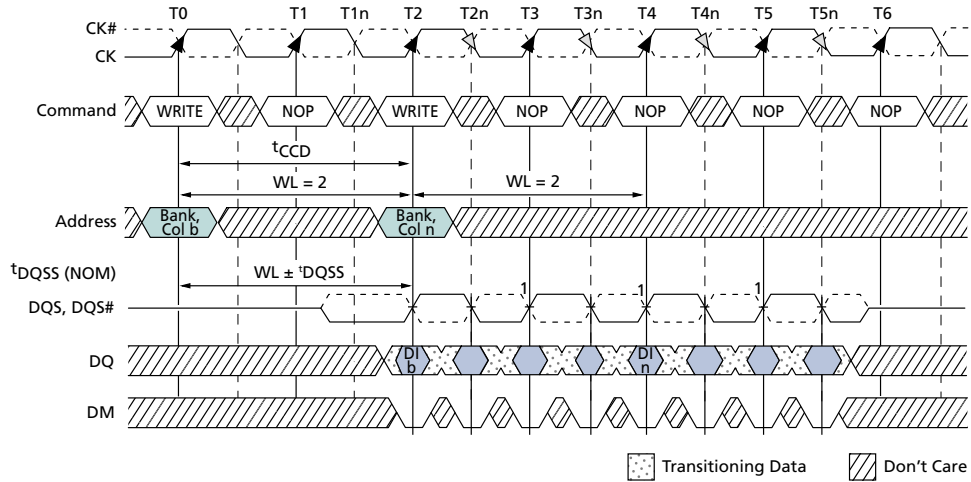 T0 T1 T1n T2 T2n T3 T3n T4 T4n T5 T5n T6
CK#
CK
Command WRITE NOP WRITE NOP NOP NOP NOP
tCCD
WL = 2 WL = 2
Address Bank, Col b Bank, Col n
tDQSS (NOM) WL ± tDQSS
DQS, DQS# 1 1 1
DQ DI b DI n
DM
Transitioning Data Don't Care